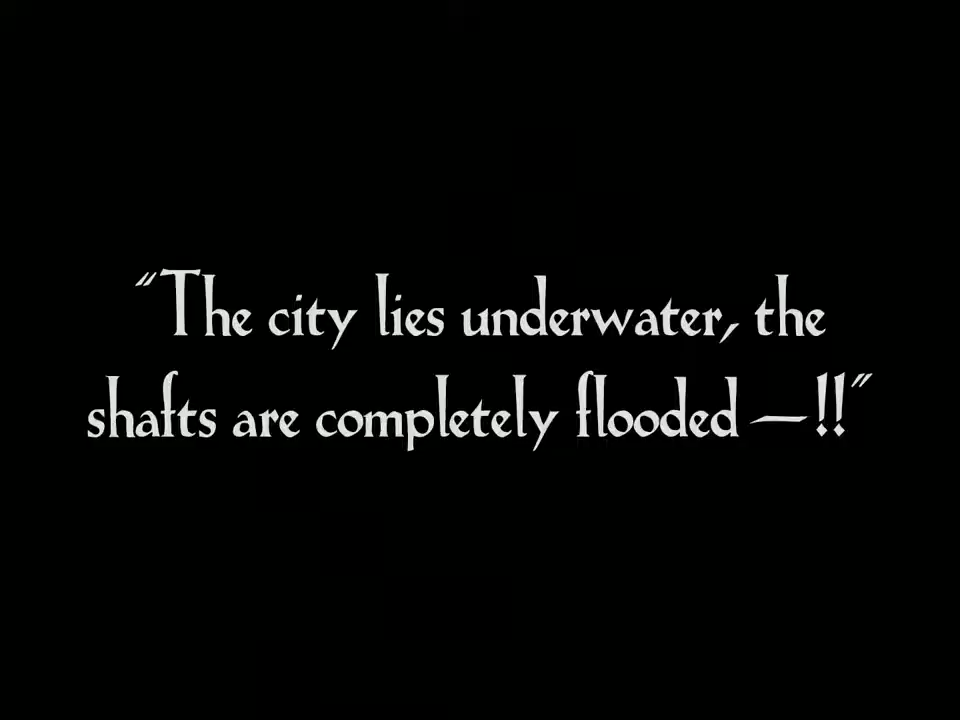 "The city lies underwater, the
shafts are completely flooded —!!"